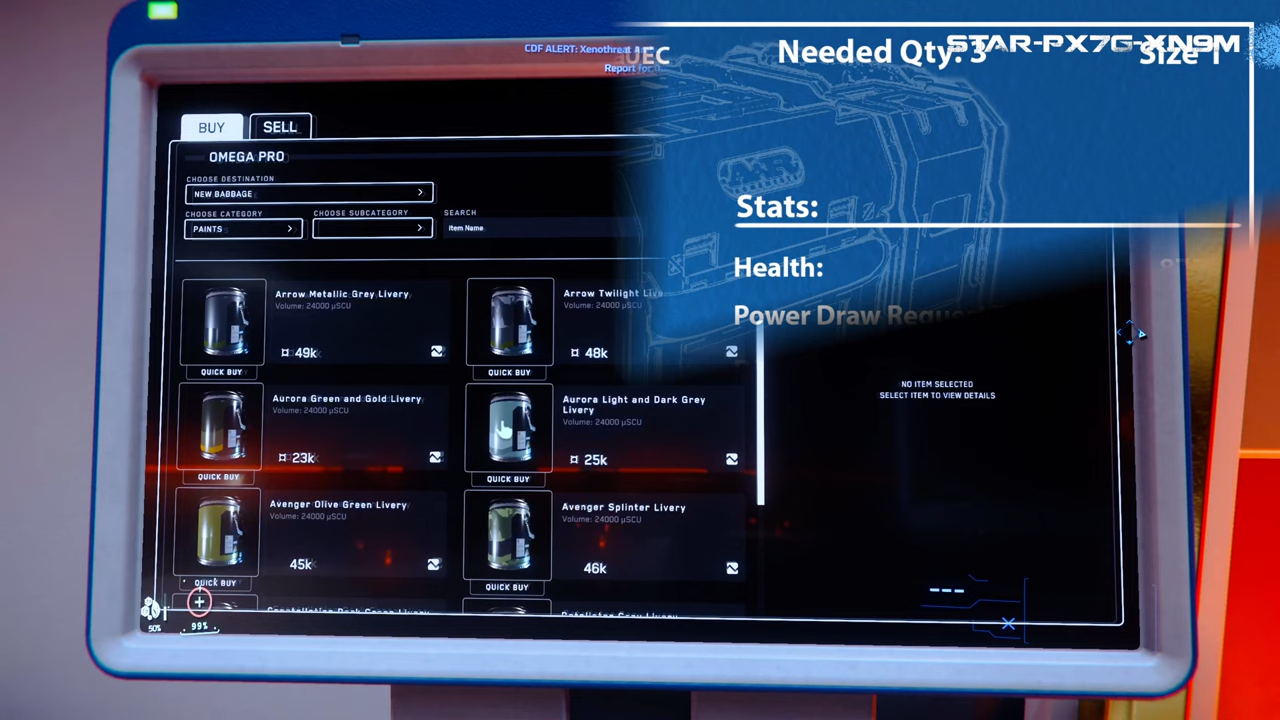 CDF ALERT: Xenothreat
Report for
UEC
Needed Qty: 3
Size 1
STAR-PX7G-XN9M
Stats:
Health:
Power Draw
BUY
SELL
OMEGA PRO
CHOOSE DESTINATION
NEW BABBAGE
CHOOSE CATEGORY
CHOOSE SUBCATEGORY
SEARCH
PAINTS
Item Name
Arrow Metallic Grey Livery
Volume: 24000 µSCU
49k
QUICK BUY
Arrow Twilight
48k
QUICK BUY
Aurora Green and Gold Livery
Volume: 24000 µSCU
23k
QUICK BUY
Aurora Light and Dark Grey
Livery
Volume: 24000 µSCU
25k
QUICK BUY
Avenger Olive Green Livery
Volume: 24000 µSCU
45k
QUICK BUY
Avenger Splinter Livery
Volume: 24000 µSCU
46k
QUICK BUY
NO ITEM SELECTED
SELECT ITEM TO VIEW DETAILS
50%
99%